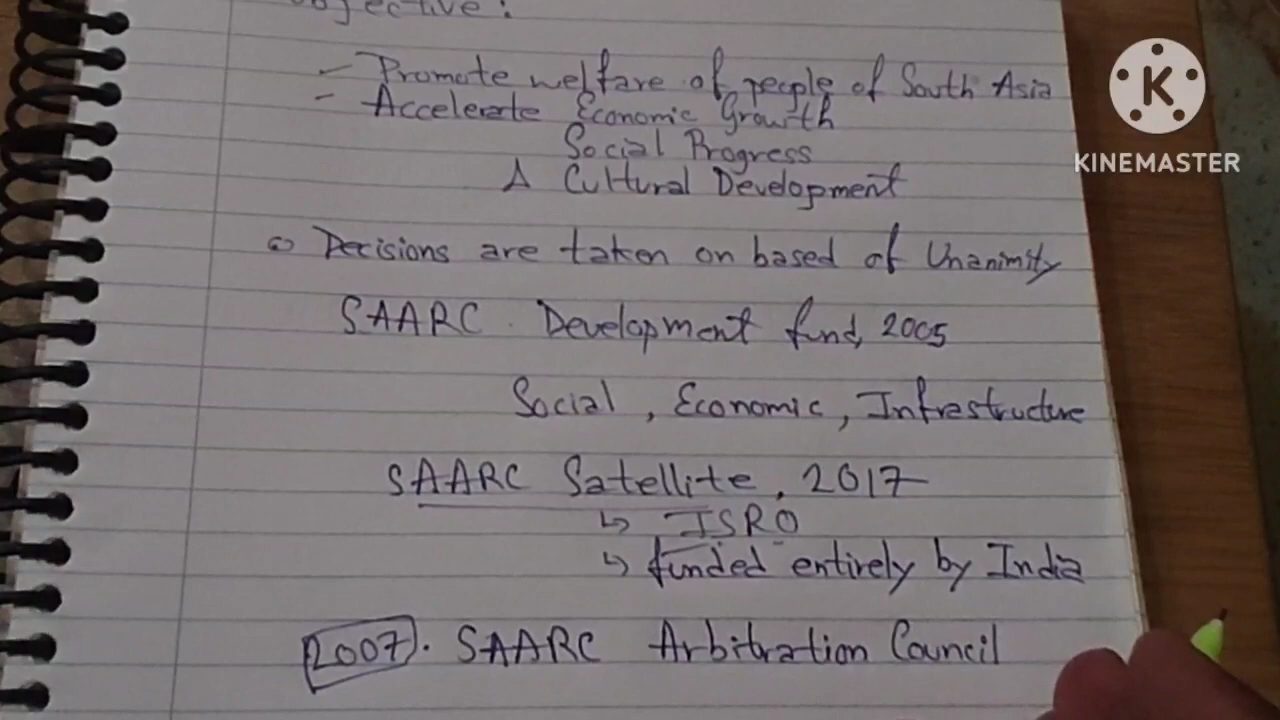 Objective:
- Promote welfare of people of South Asia
- Accelerate Economic Growth
Social Progress
Δ Cultural Development
Decisions are taken on based of Unanimity
SAARC Development fund, 2005
Social, Economic, Infrestructure
SAARC Satellite, 2017
↳ ISRO
↳ funded entirely by India
2007. SAARC Arbitration Council
K
KINEMASTER